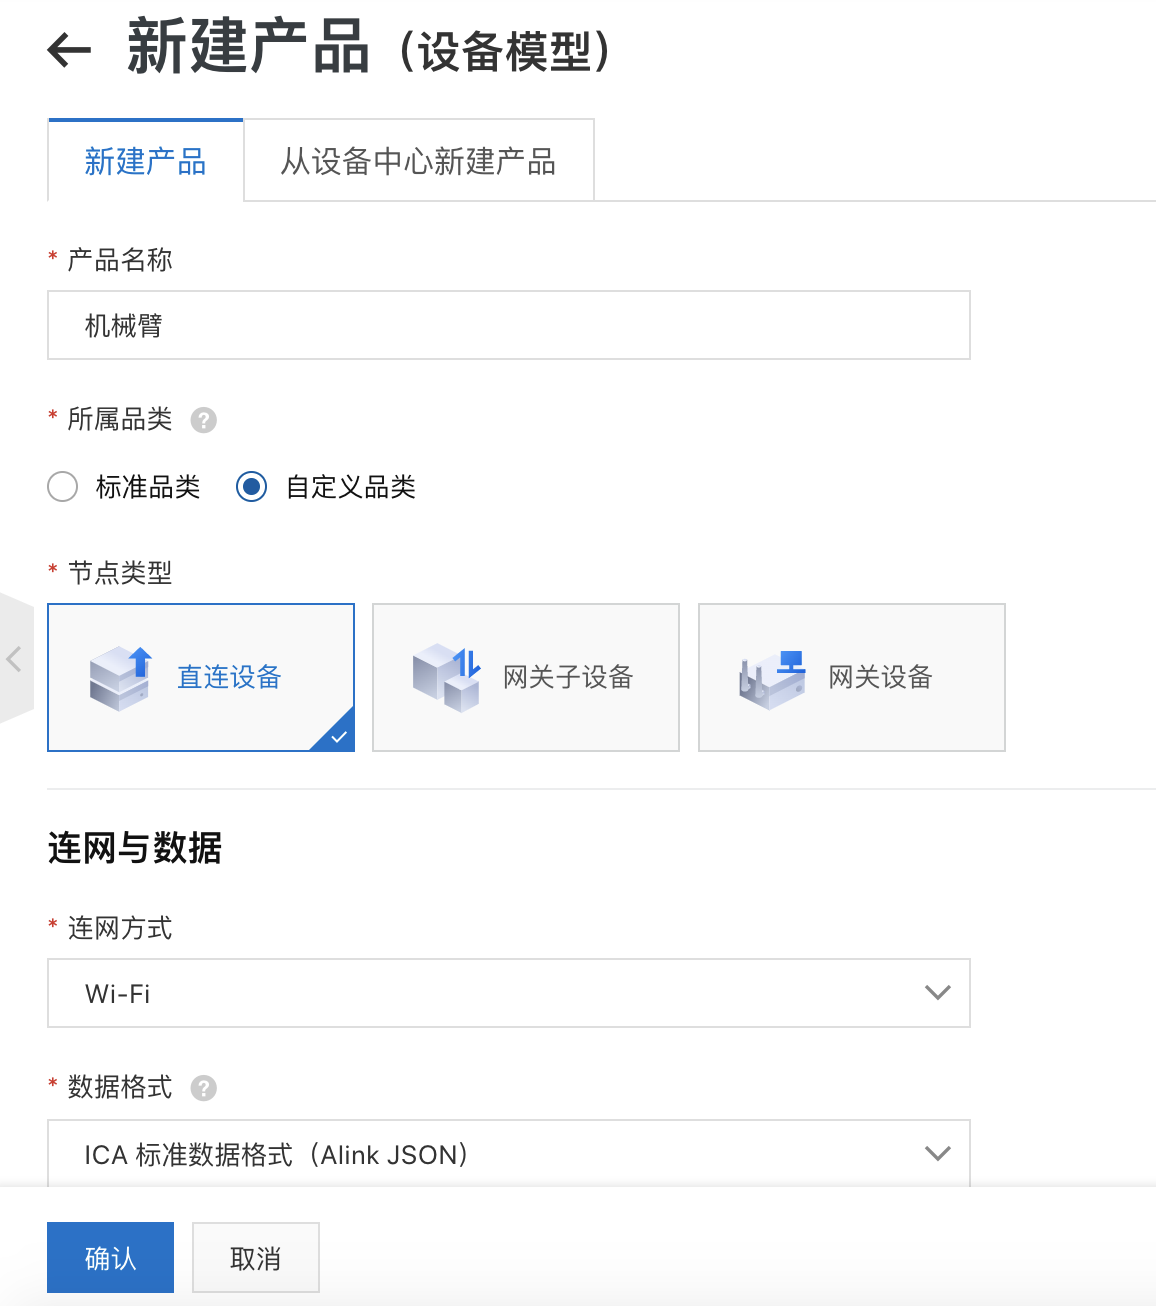 新建产品（设备模型）
新建产品 从设备中心新建产品
* 产品名称
机械臂
* 所属品类 ?
标准品类 自定义品类
* 节点类型
直连设备 网关子设备 网关设备
连网与数据
* 连网方式
Wi-Fi
* 数据格式 ?
ICA 标准数据格式（Alink JSON）
确认 取消